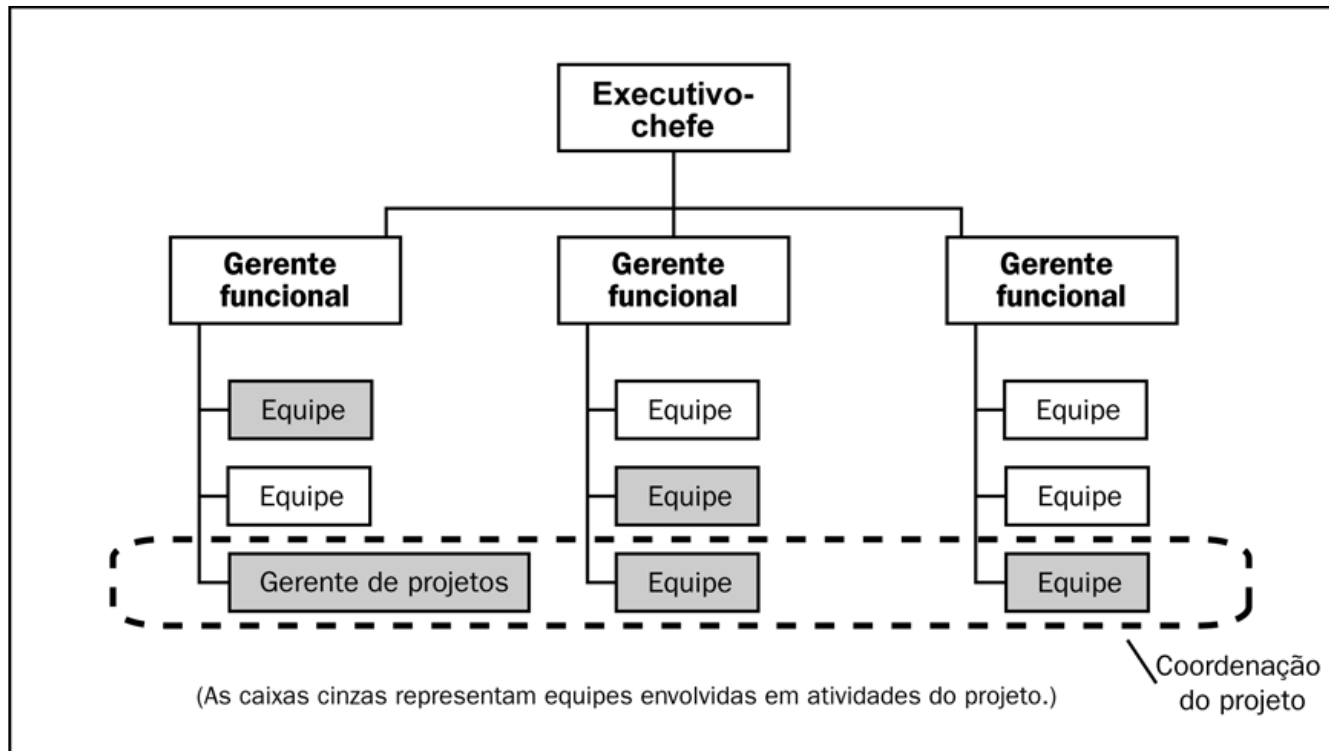 Executivo-
chefe
Gerente
funcional
Gerente
funcional
Gerente
funcional
Equipe
Equipe
Equipe
Equipe
Equipe
Equipe
Gerente de projetos
Equipe
Equipe
Coordenação
do projeto
(As caixas cinzas representam equipes envolvidas em atividades do projeto.)